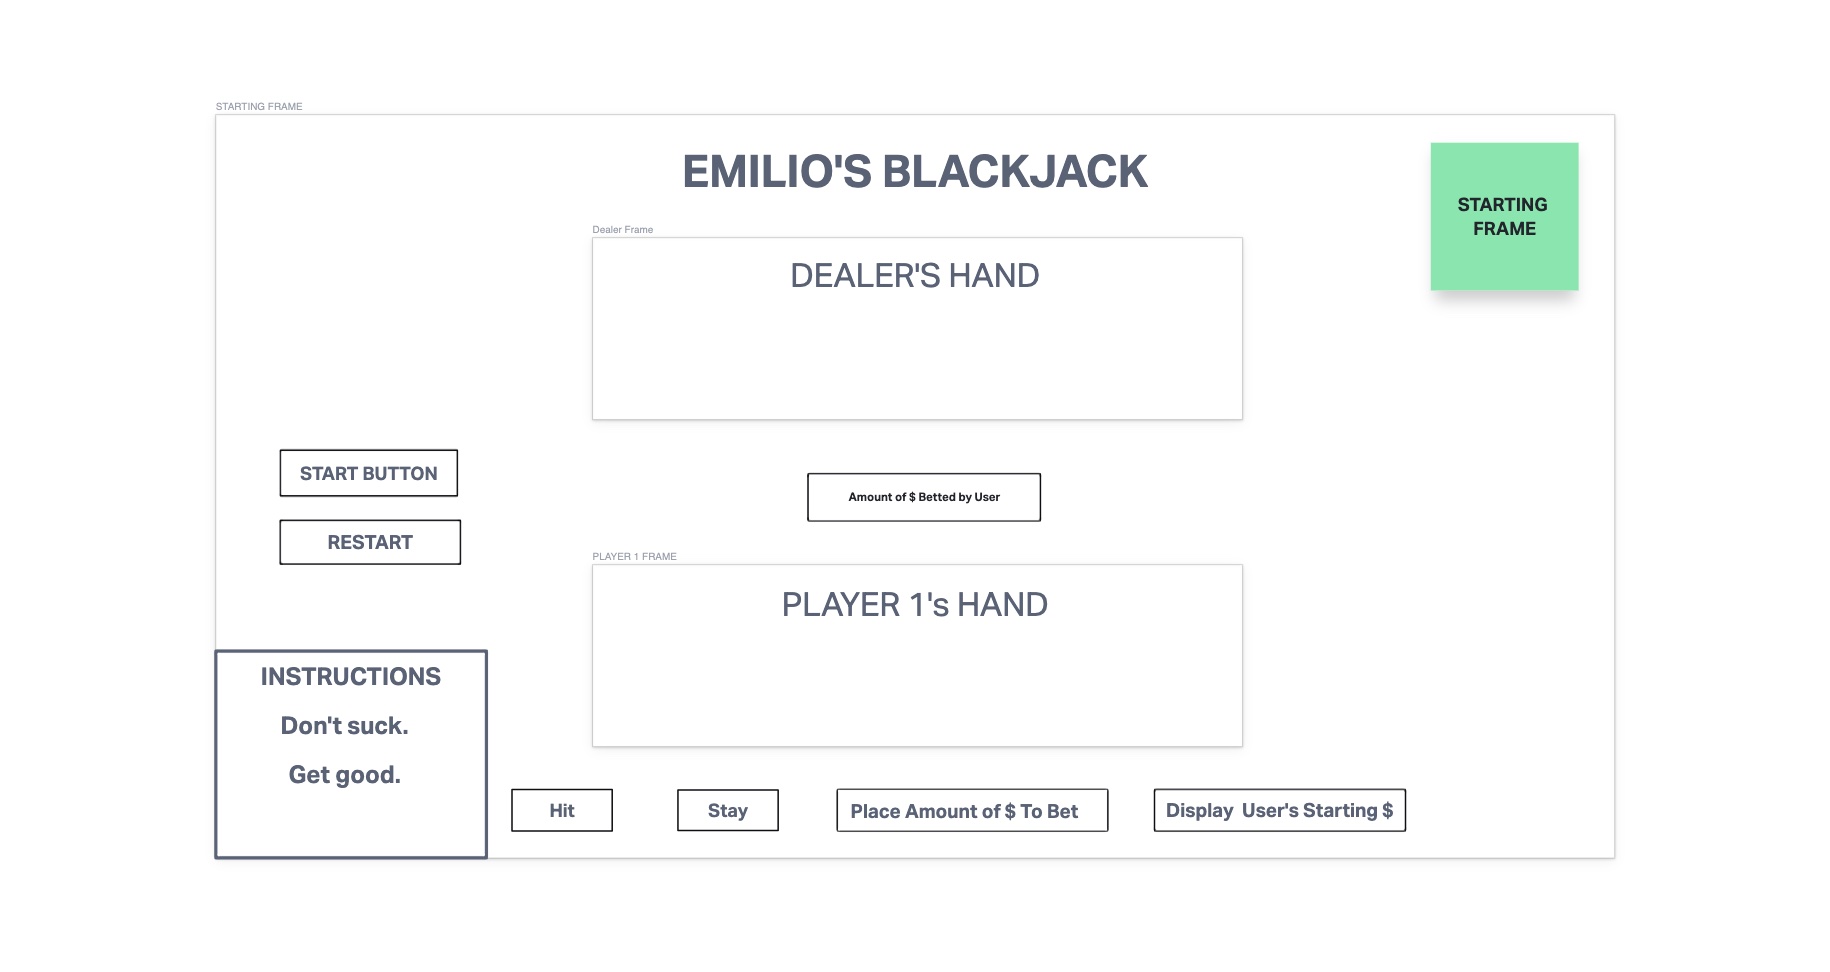 STARTING FRAME
EMILIO'S BLACKJACK
STARTING
FRAME
Dealer Frame
DEALER'S HAND
START BUTTON
Amount of $ Betted by User
RESTART
PLAYER 1 FRAME
PLAYER 1's HAND
INSTRUCTIONS
Don't suck.
Get good.
Hit
Stay
Place Amount of $ To Bet
Display User's Starting $